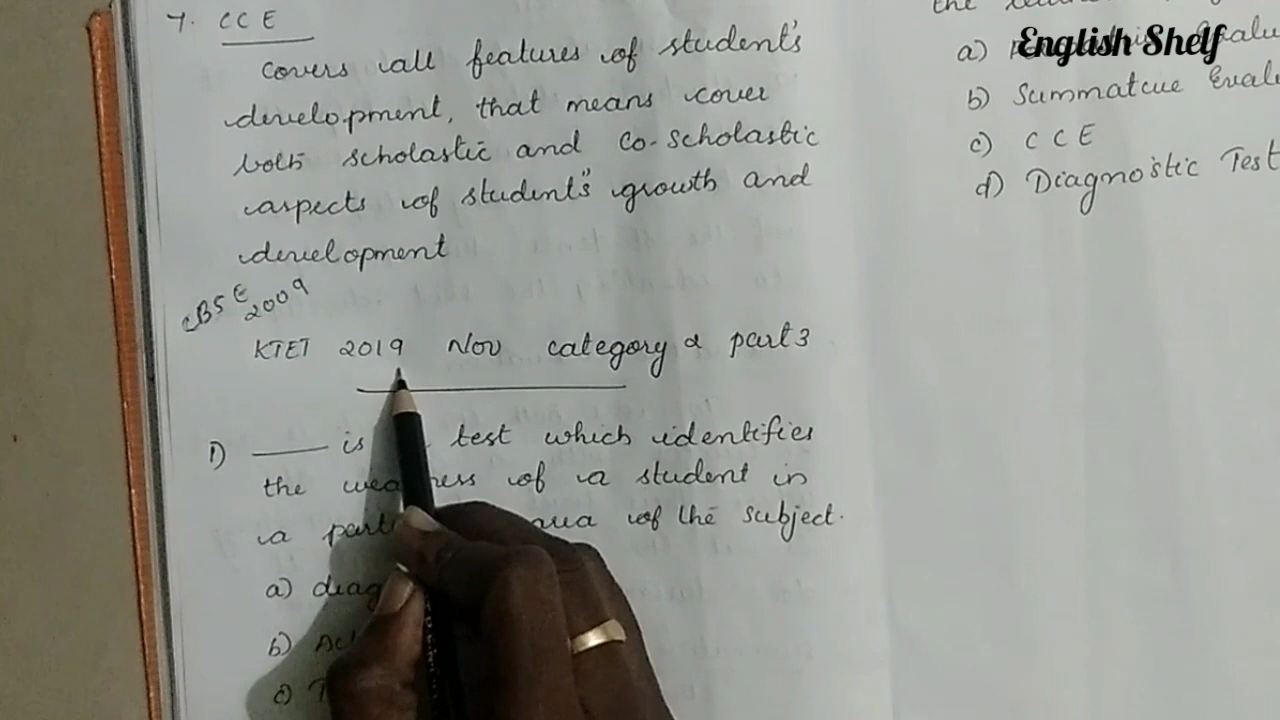 7. CCE
covers all features of student's
development, that means cover
both scholastic and co-scholastic
aspects of student's growth and
development
CBSE 2009
KTET 2019 Nov category 2 part 3
1) ____ is test which identifies
the of a student in
a of the subject.
a)
b)
c)
the
English Shelf
a)
b) Summative
c) CCE
d) Diagnostic Test